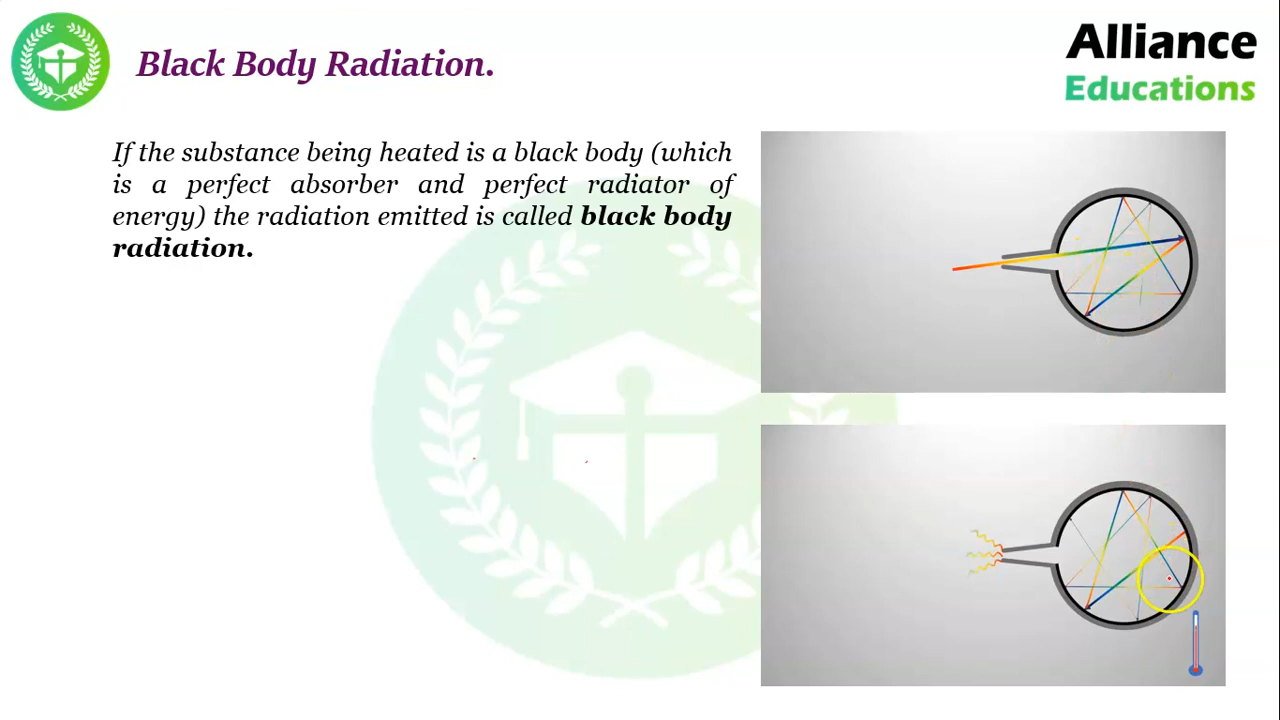 Black Body Radiation.
Alliance
Educations
If the substance being heated is a black body (which
is a perfect absorber and perfect radiator of
energy) the radiation emitted is called black body
radiation.